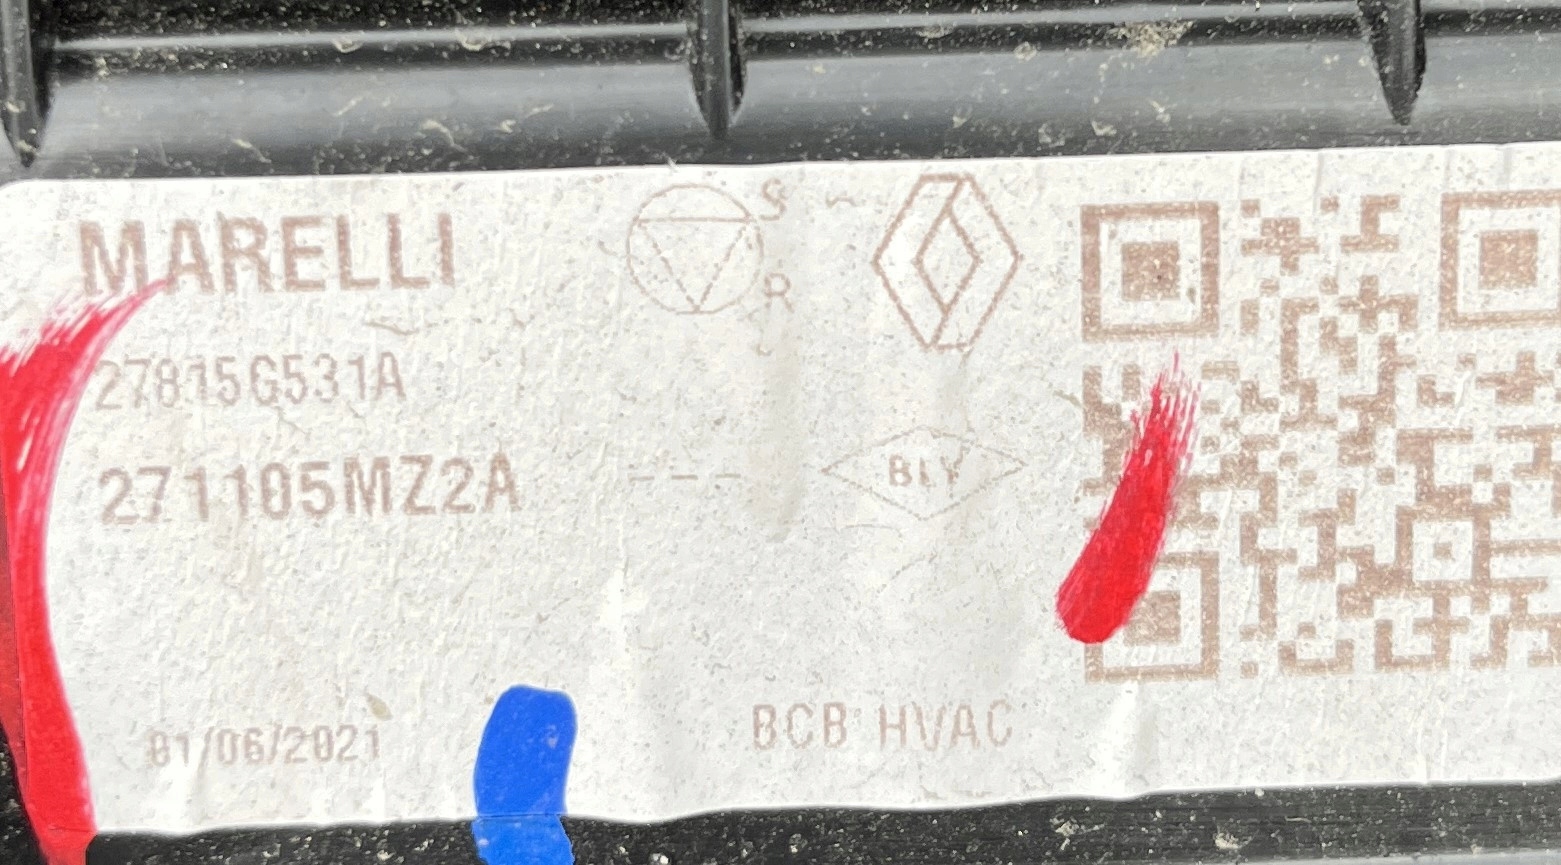 MARELLI
S
R
27815G531A
271105MZ2A
---
BLY
01/06/2021
BCB HVAC